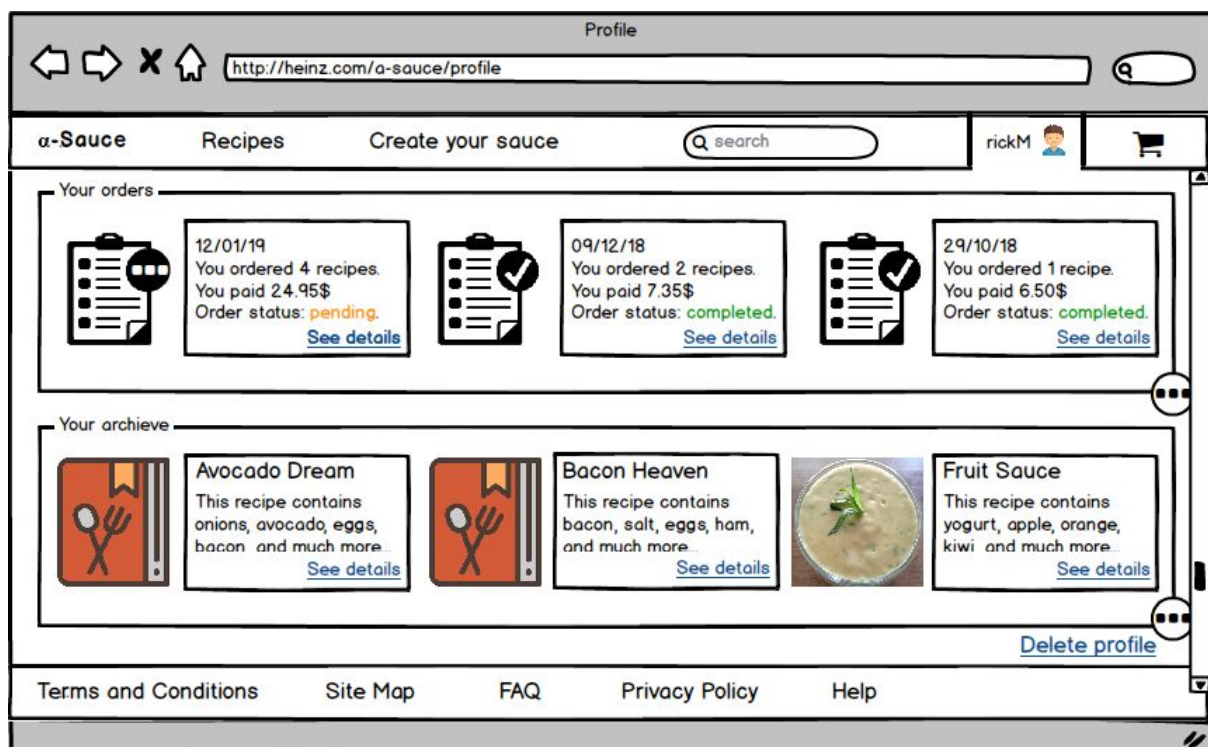 Profile
http://heinz.com/a-sauce/profile
α-Sauce
Recipes
Create your sauce
search
rickM
Your orders
12/01/19
You ordered 4 recipes.
You paid 24.95$
Order status: pending.
See details
09/12/18
You ordered 2 recipes.
You paid 7.35$
Order status: completed.
See details
29/10/18
You ordered 1 recipe.
You paid 6.50$
Order status: completed.
See details
Your archieve
Avocado Dream
This recipe contains
onions, avocado, eggs,
bacon, and much more...
See details
Bacon Heaven
This recipe contains
bacon, salt, eggs, ham,
and much more...
See details
Fruit Sauce
This recipe contains
yogurt, apple, orange,
kiwi, and much more...
See details
Delete profile
Terms and Conditions
Site Map
FAQ
Privacy Policy
Help